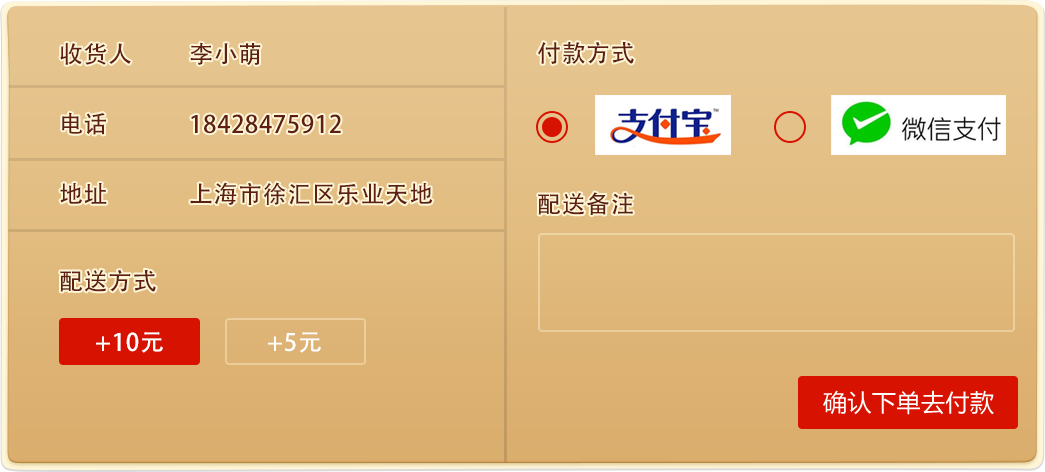 收货人 李小萌
电话 18428475912
地址 上海市徐汇区乐业天地
配送方式
+10元 +5元
付款方式
支付宝™ 微信支付
配送备注
确认下单去付款